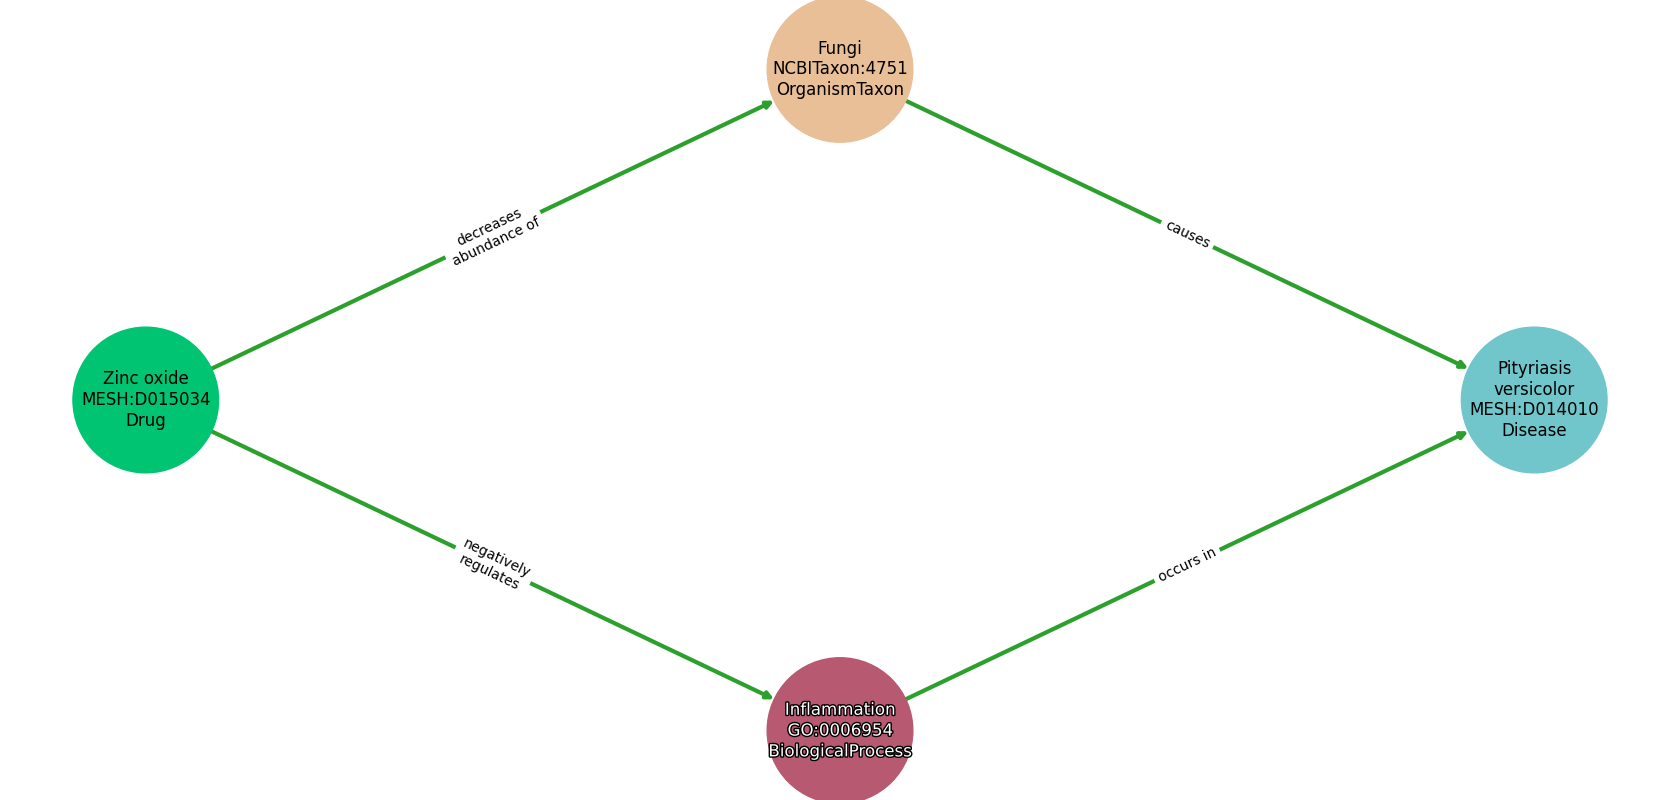 Fungi
NCBITaxon:4751
OrganismTaxon
decreases
abundance of
causes
Zinc oxide
MESH:D015034
Drug
Pityriasis
versicolor
MESH:D014010
Disease
negatively
regulates
occurs in
Inflammation
GO:0006954
BiologicalProcess